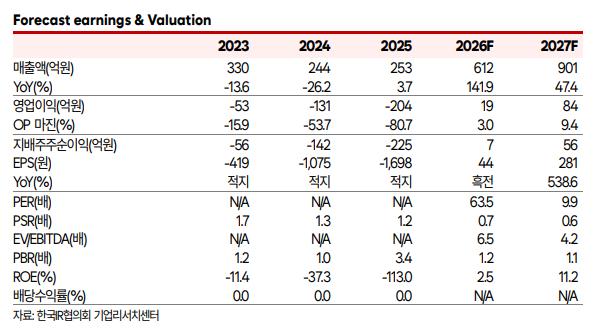 Forecast earnings & Valuation
2023 2024 2025 2026F 2027F
매출액(억원) 330 244 253 612 901
YoY(%) -13.6 -26.2 3.7 141.9 47.4
영업이익(억원) -53 -131 -204 19 84
OP 마진(%) -15.9 -53.7 -80.7 3.0 9.4
지배주주순이익(억원) -56 -142 -225 7 56
EPS(원) -419 -1,075 -1,698 44 281
YoY(%) 적지 적지 적지 흑전 538.6
PER(배) N/A N/A N/A 63.5 9.9
PSR(배) 1.7 1.3 1.2 0.7 0.6
EV/EBITDA(배) N/A N/A N/A 6.5 4.2
PBR(배) 1.2 1.0 3.4 1.2 1.1
ROE(%) -11.4 -37.3 -113.0 2.5 11.2
배당수익률(%) 0.0 0.0 0.0 N/A N/A
자료: 한국IR협의회 기업리서치센터